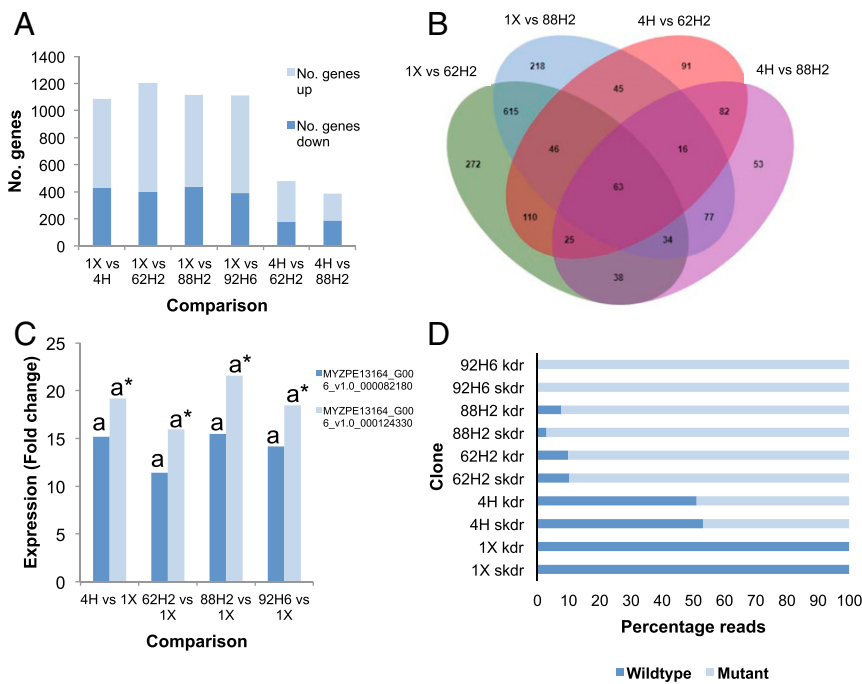 A
1400
1200
1000
800
600
400
200
0
No. genes
No. genes up
No. genes down
1X vs 4H
1X vs 62H2
1X vs 88H2
1X vs 92H6
4H vs 62H2
4H vs 88H2
Comparison
B
1X vs 62H2
1X vs 88H2
4H vs 62H2
4H vs 88H2
218
91
45
615
82
46
16
272
53
63
110
77
25
34
38
C
25
20
15
10
5
0
Expression (Fold change)
a
a*
a
a*
a
a*
a
a*
MYZPE13164_G00
6_v1.0_000082180
MYZPE13164_G00
6_v1.0_000124330
4H vs 1X
62H2 vs 1X
88H2 vs 1X
92H6 vs 1X
Comparison
D
Clone
92H6 kdr
92H6 skdr
88H2 kdr
88H2 skdr
62H2 kdr
62H2 skdr
4H kdr
4H skdr
1X kdr
1X skdr
0 10 20 30 40 50 60 70 80 90 100
Percentage reads
Wildtype Mutant